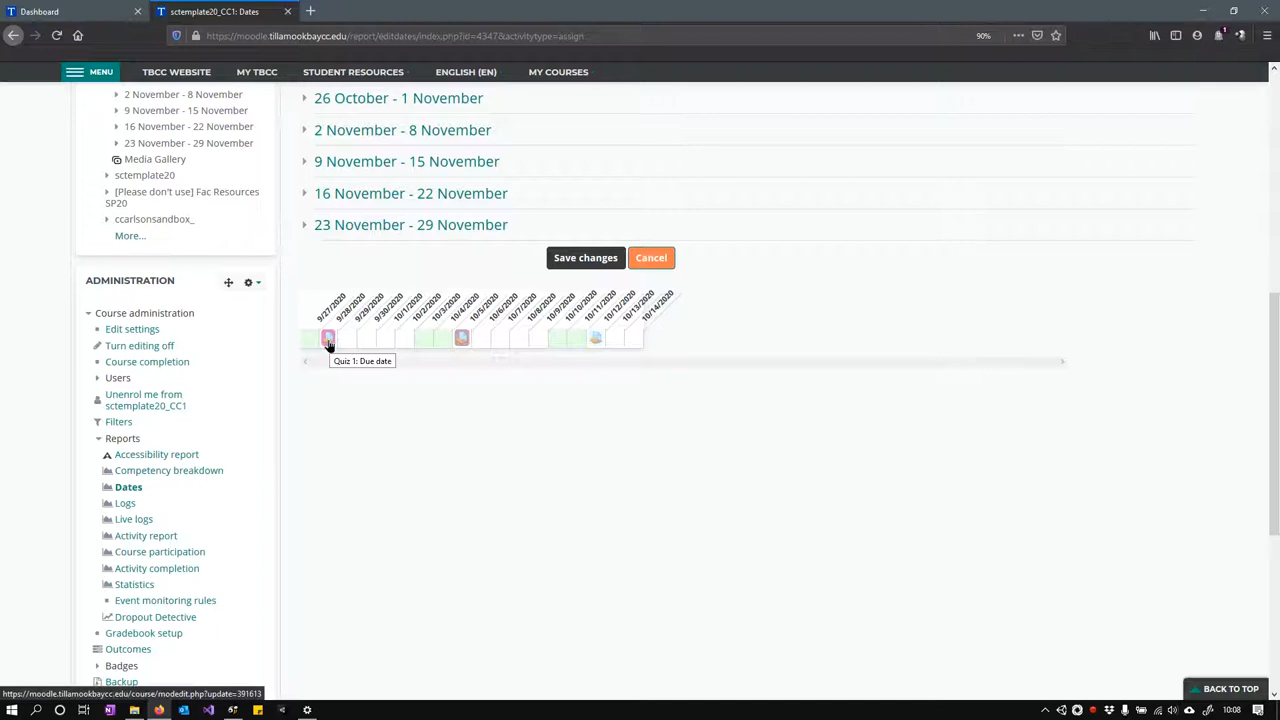 Dashboard
sctemplate20_CC1: Dates
https://moodle.tillamookbaycc.edu/report/editdates/index.php?id=4347&activitytype=assign
90%
MENU
TBCC WEBSITE
MY TBCC
STUDENT RESOURCES
ENGLISH (EN)
MY COURSES
2 November - 8 November
9 November - 15 November
16 November - 22 November
23 November - 29 November
Media Gallery
sctemplate20
[Please don't use] Fac Resources
SP20
ccarlsonsandbox_
More...
26 October - 1 November
2 November - 8 November
9 November - 15 November
16 November - 22 November
23 November - 29 November
Save changes
Cancel
9/27/2020
9/28/2020
9/29/2020
9/30/2020
10/1/2020
10/2/2020
10/3/2020
10/4/2020
10/5/2020
10/6/2020
10/7/2020
10/8/2020
10/9/2020
10/10/2020
10/11/2020
10/12/2020
10/13/2020
10/14/2020
Quiz 1: Due date
ADMINISTRATION
Course administration
Edit settings
Turn editing off
Course completion
Users
Unenrol me from
sctemplate20_CC1
Filters
Reports
Accessibility report
Competency breakdown
Dates
Logs
Live logs
Activity report
Course participation
Activity completion
Statistics
Event monitoring rules
Dropout Detective
Gradebook setup
Outcomes
Badges
Backup
https://moodle.tillamookbaycc.edu/course/modedit.php?update=391613
BACK TO TOP
10:08